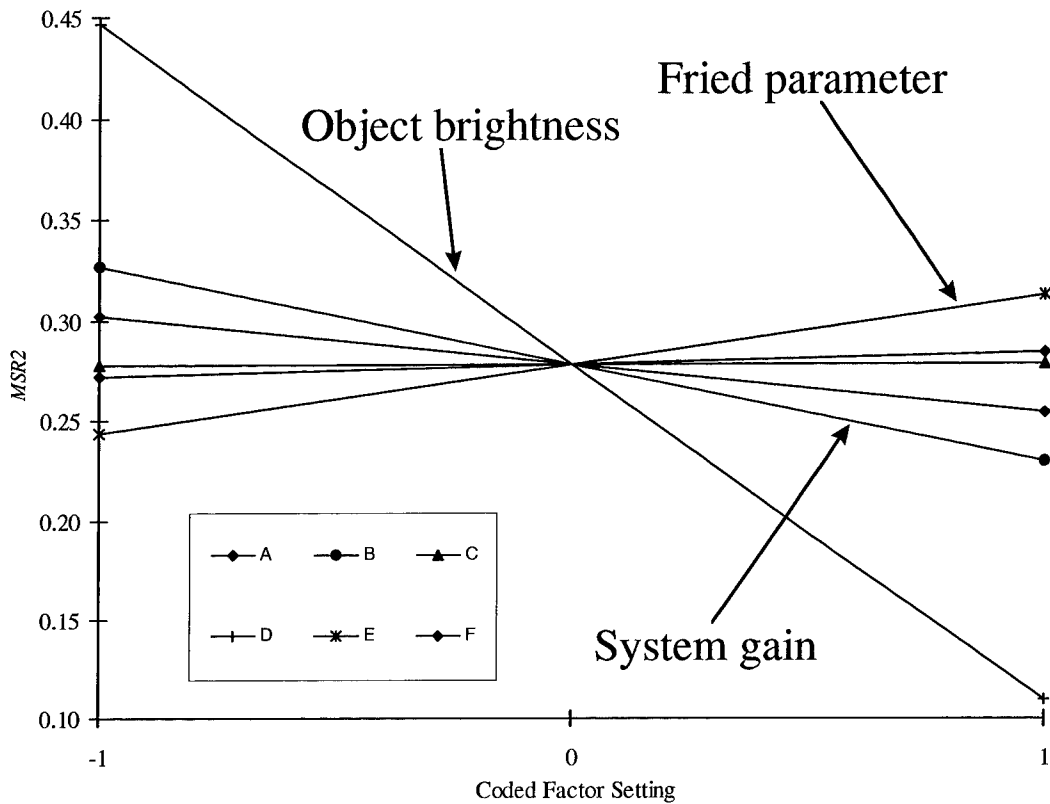 0.45
Fried parameter
0.40
Object brightness
0.35
0.30
MSR2
0.25
0.20
A B C
0.15
D E F
System gain
0.10
-1 0 1
Coded Factor Setting